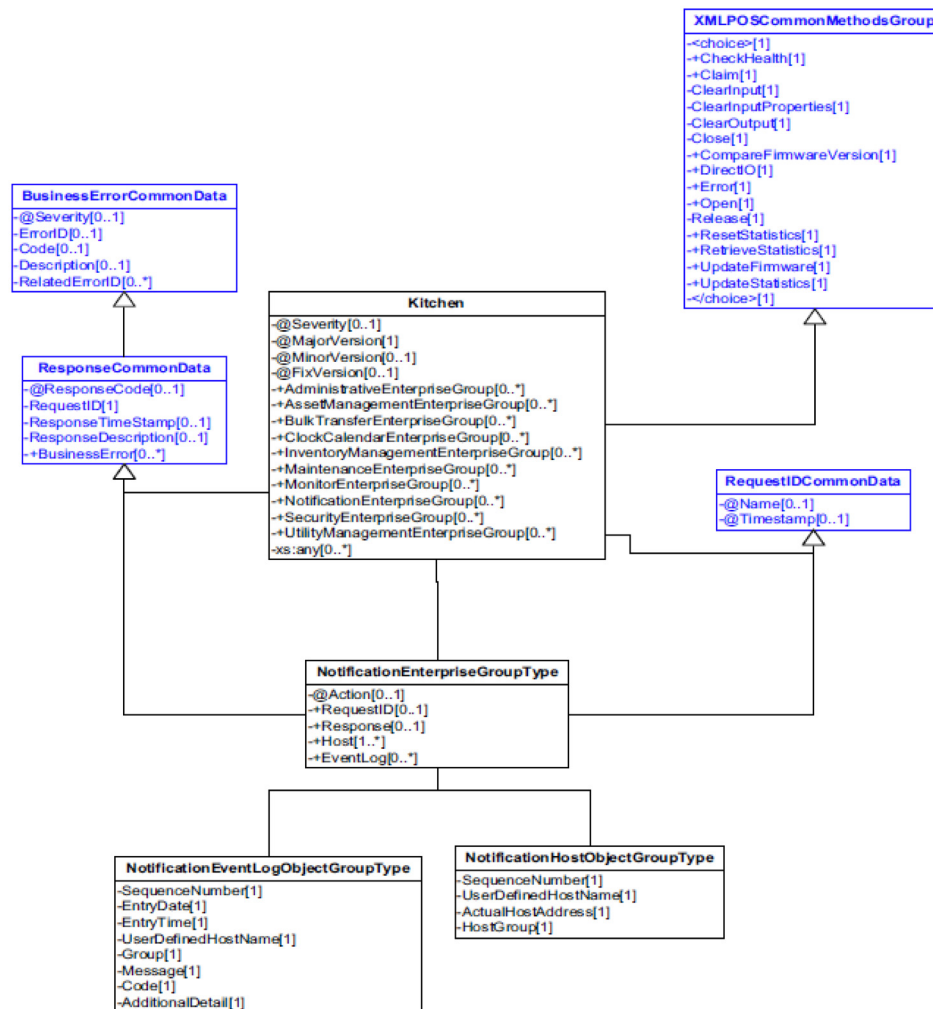 XMLPOSCommonMethodsGroup
-<choice>[1]
-+CheckHealth[1]
-+Claim[1]
-ClearInput[1]
-ClearInputProperties[1]
-ClearOutput[1]
-Close[1]
-+CompareFirmwareVersion[1]
-+DirectIO[1]
-+Error[1]
-+Open[1]
-Release[1]
-+ResetStatistics[1]
-+RetrieveStatistics[1]
-+UpdateFirmware[1]
-+UpdateStatistics[1]
-</choice>[1]
BusinessErrorCommonData
-@Severity[0..1]
-ErrorID[0..1]
-Code[0..1]
-Description[0..1]
-RelatedErrorID[0..*]
Kitchen
-@Severity[0..1]
-@MajorVersion[1]
-@MinorVersion[0..1]
-@FixVersion[0..1]
-+AdministrativeEnterpriseGroup[0..*]
-+AssetManagementEnterpriseGroup[0..*]
-+BulkTransferEnterpriseGroup[0..*]
-+ClockCalendarEnterpriseGroup[0..*]
-+InventoryManagementEnterpriseGroup[0..*]
-+MaintenanceEnterpriseGroup[0..*]
-+MonitorEnterpriseGroup[0..*]
-+NotificationEnterpriseGroup[0..*]
-+SecurityEnterpriseGroup[0..*]
-+UtilityManagementEnterpriseGroup[0..*]
-xs:any[0..*]
ResponseCommonData
-@ResponseCode[0..1]
-RequestID[1]
-ResponseTimeStamp[0..1]
-ResponseDescription[0..1]
-+BusinessError[0..*]
RequestIDCommonData
-@Name[0..1]
-@Timestamp[0..1]
NotificationEnterpriseGroupType
-@Action[0..1]
-+RequestID[0..1]
-+Response[0..1]
-+Host[1..*]
-+EventLog[0..*]
NotificationEventLogObjectGroupType
-SequenceNumber[1]
-EntryDate[1]
-EntryTime[1]
-UserDefinedHostName[1]
-Group[1]
-Message[1]
-Code[1]
-AdditionalDetail[1]
NotificationHostObjectGroupType
-SequenceNumber[1]
-UserDefinedHostName[1]
-ActualHostAddress[1]
-HostGroup[1]